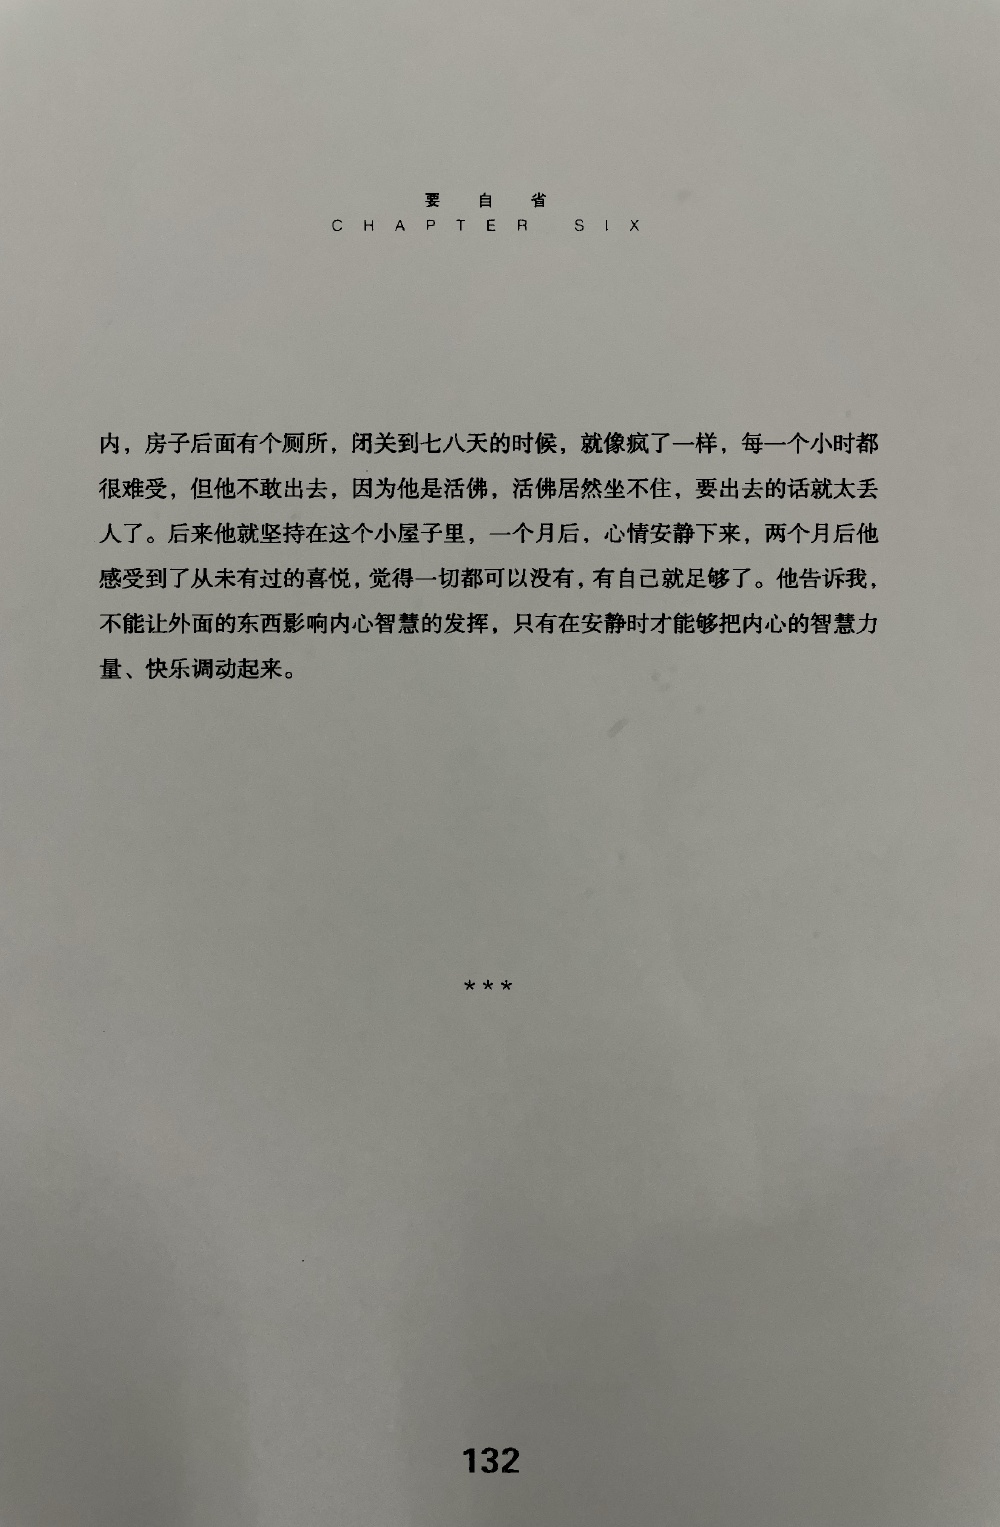 要自省
CHAPTER SIX
内，房子后面有个厕所，闭关到七八天的时候，就像疯了一样，每一个小时都
很难受，但他不敢出去，因为他是活佛，活佛居然坐不住，要出去的话就太丢
人了。后来他就坚持在这个小屋子里，一个月后，心情安静下来，两个月后他
感受到了从未有过的喜悦，觉得一切都可以没有，有自己就足够了。他告诉我，
不能让外面的东西影响内心智慧的发挥，只有在安静时才能够把内心的智慧力
量、快乐调动起来。
***
132